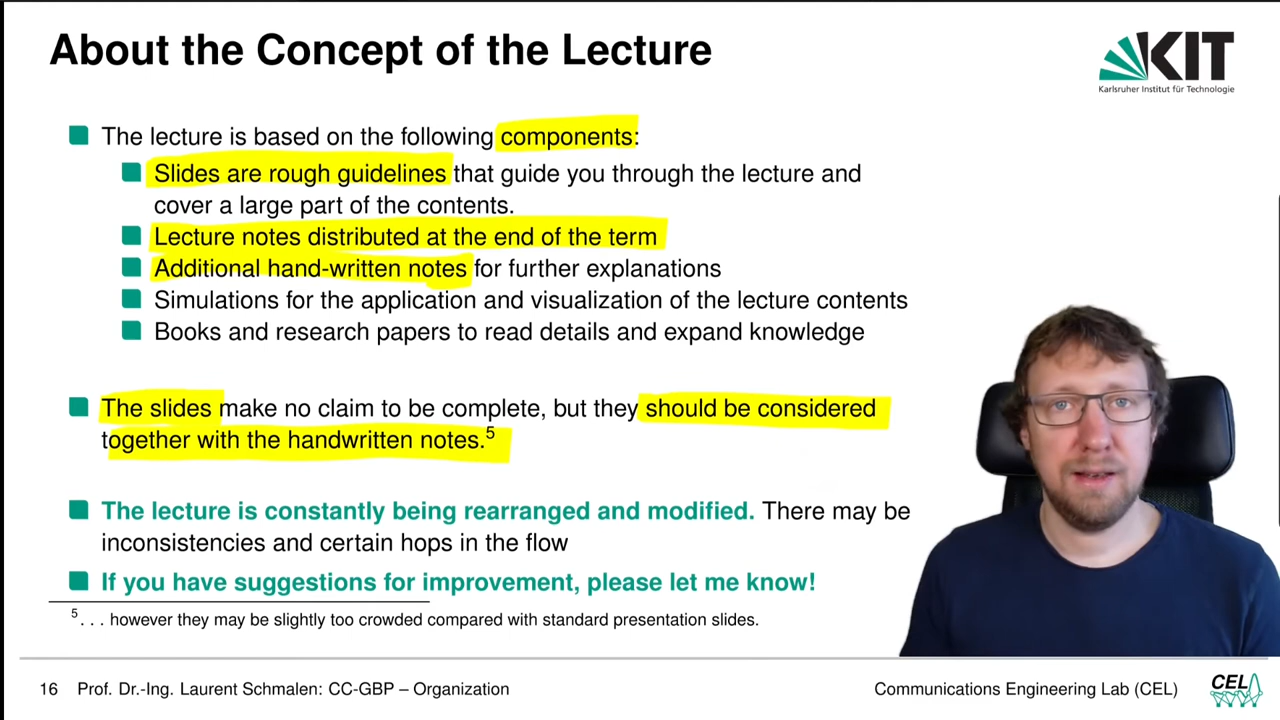 About the Concept of the Lecture
KIT
Karlsruher Institut für Technologie
The lecture is based on the following components:
Slides are rough guidelines that guide you through the lecture and
cover a large part of the contents.
Lecture notes distributed at the end of the term
Additional hand-written notes for further explanations
Simulations for the application and visualization of the lecture contents
Books and research papers to read details and expand knowledge
The slides make no claim to be complete, but they should be considered
together with the handwritten notes.⁵
The lecture is constantly being rearranged and modified. There may be
inconsistencies and certain hops in the flow
If you have suggestions for improvement, please let me know!
⁵. . . however they may be slightly too crowded compared with standard presentation slides.
16 Prof. Dr.-Ing. Laurent Schmalen: CC-GBP – Organization
Communications Engineering Lab (CEL)
CEL